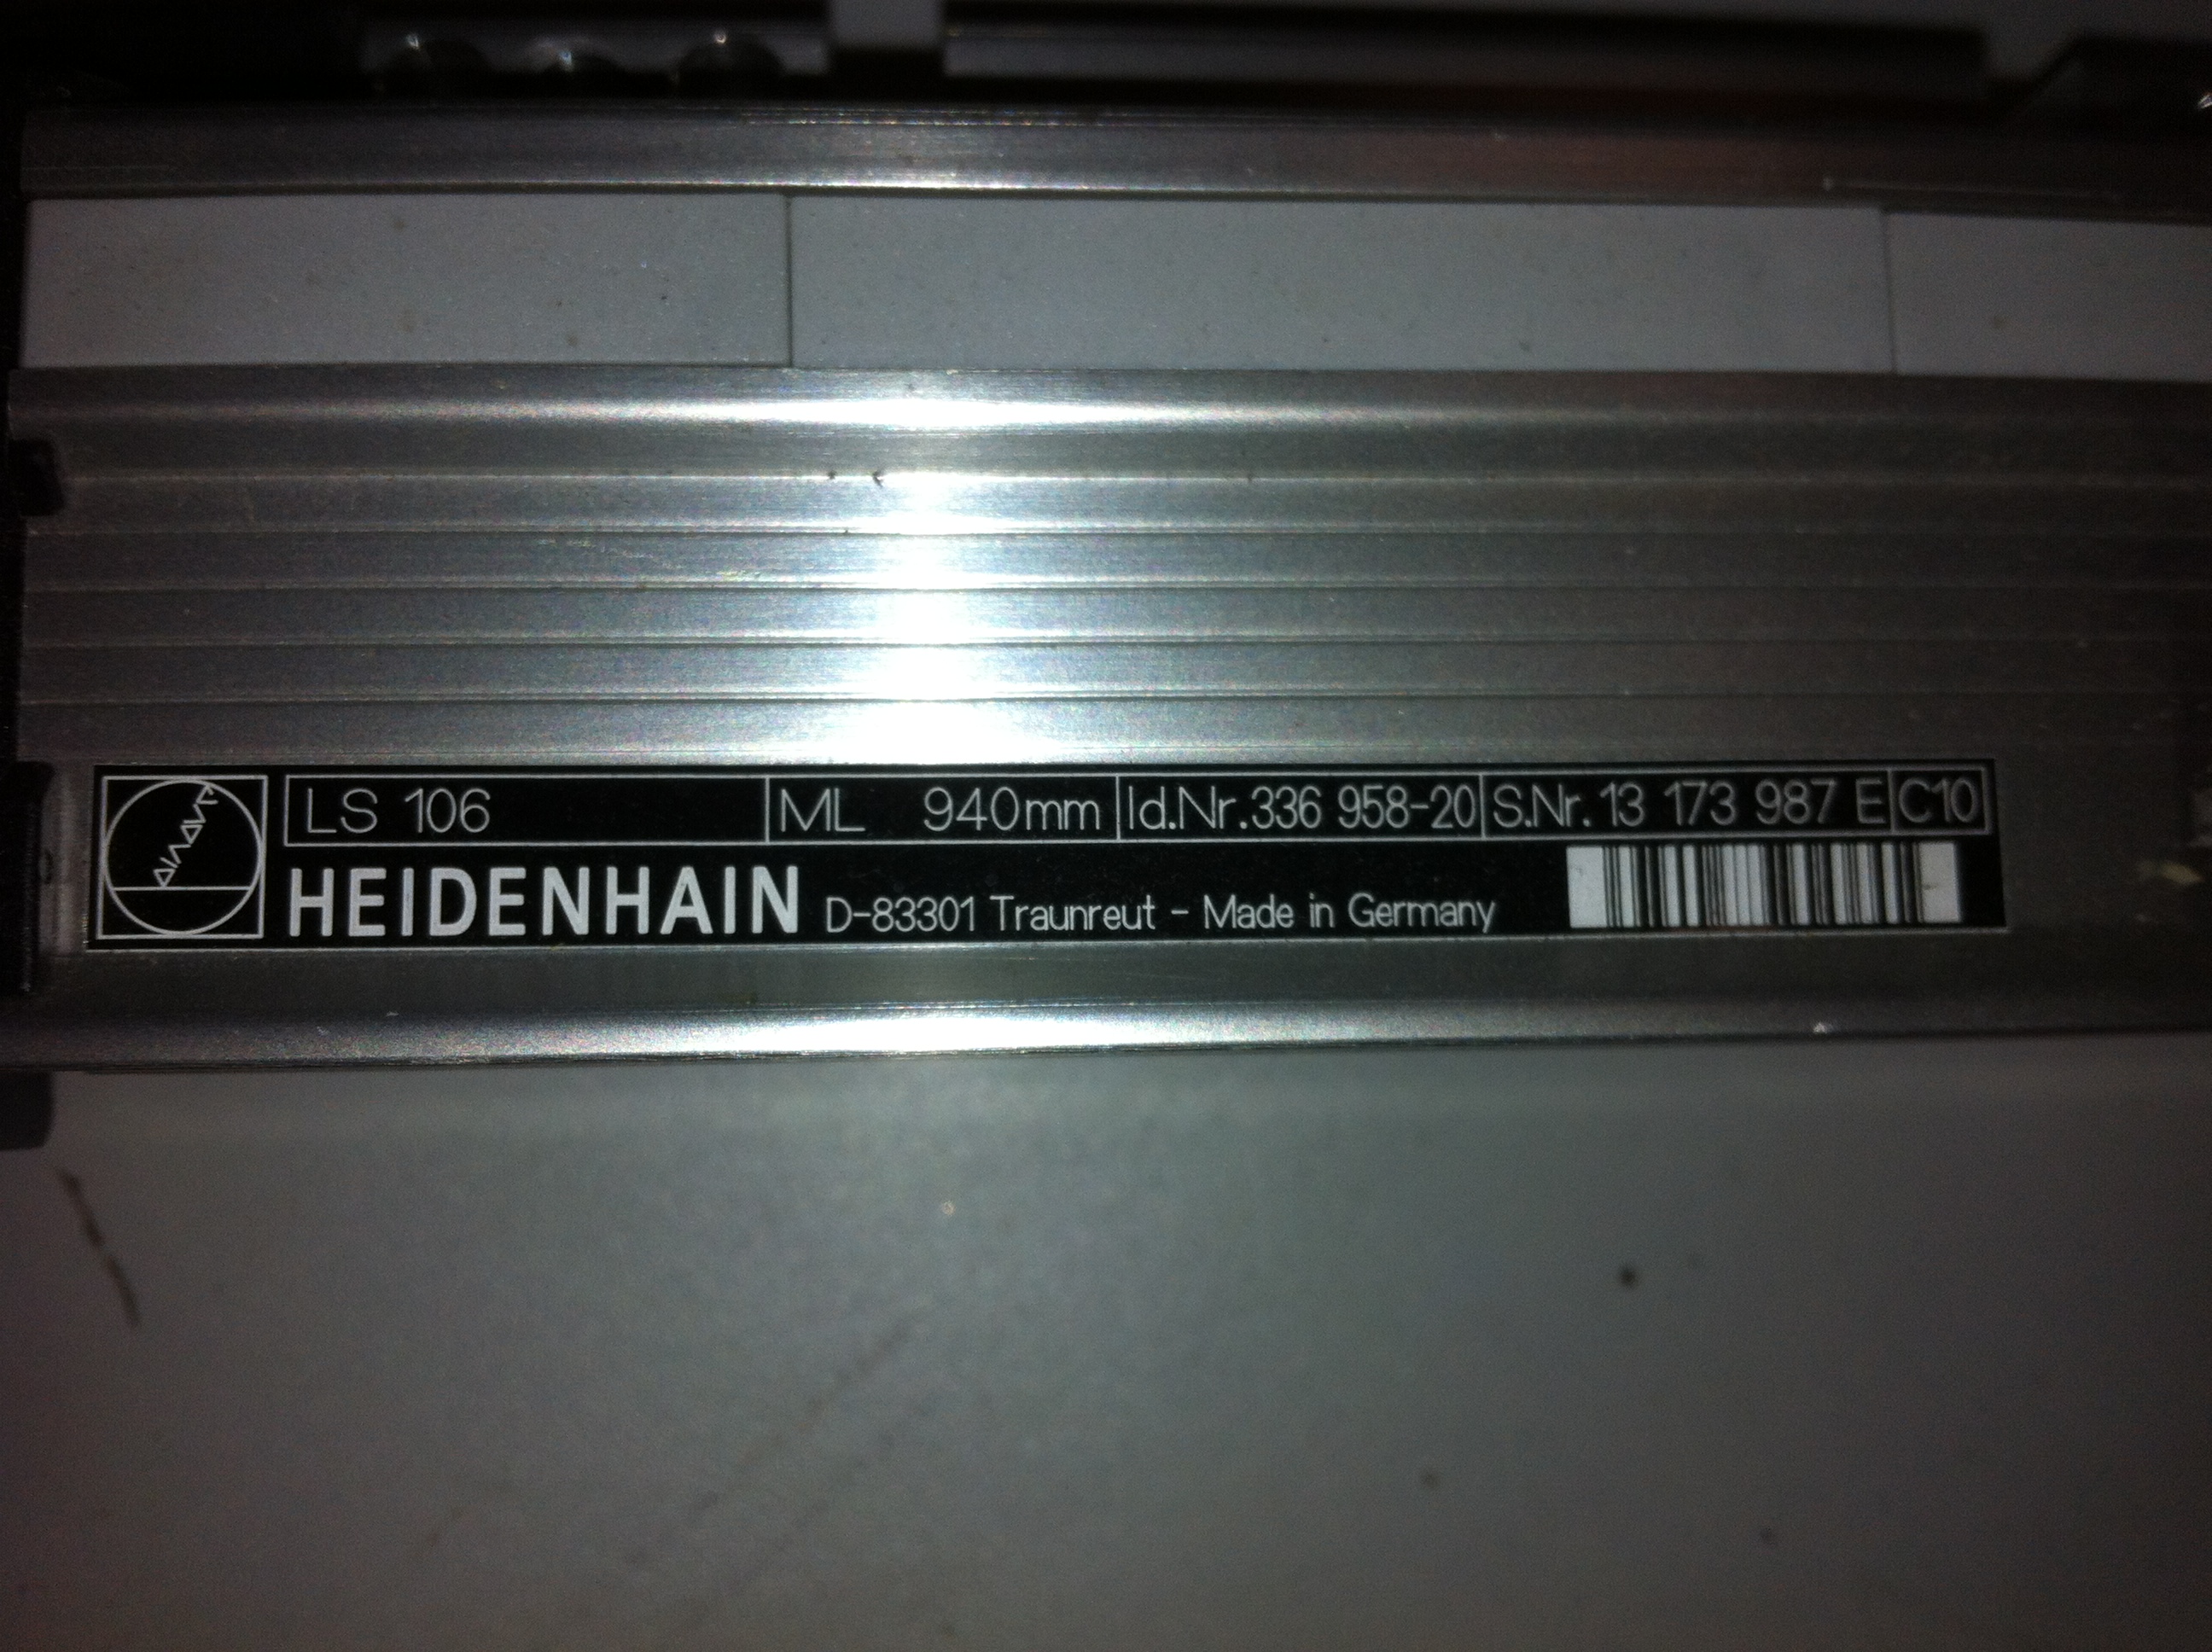 LS 106 ML 940mm Id.Nr.336 958-20 S.Nr. 13 173 987 E C10
HEIDENHAIN D-83301 Traunreut - Made in Germany